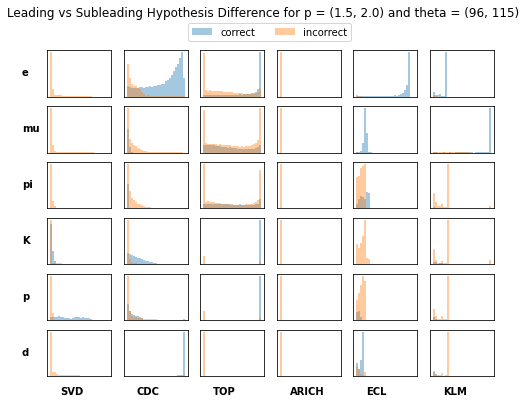 Leading vs Subleading Hypothesis Difference for p = (1.5, 2.0) and theta = (96, 115)
correct incorrect
e
mu
pi
K
p
d
SVD CDC TOP ARICH ECL KLM